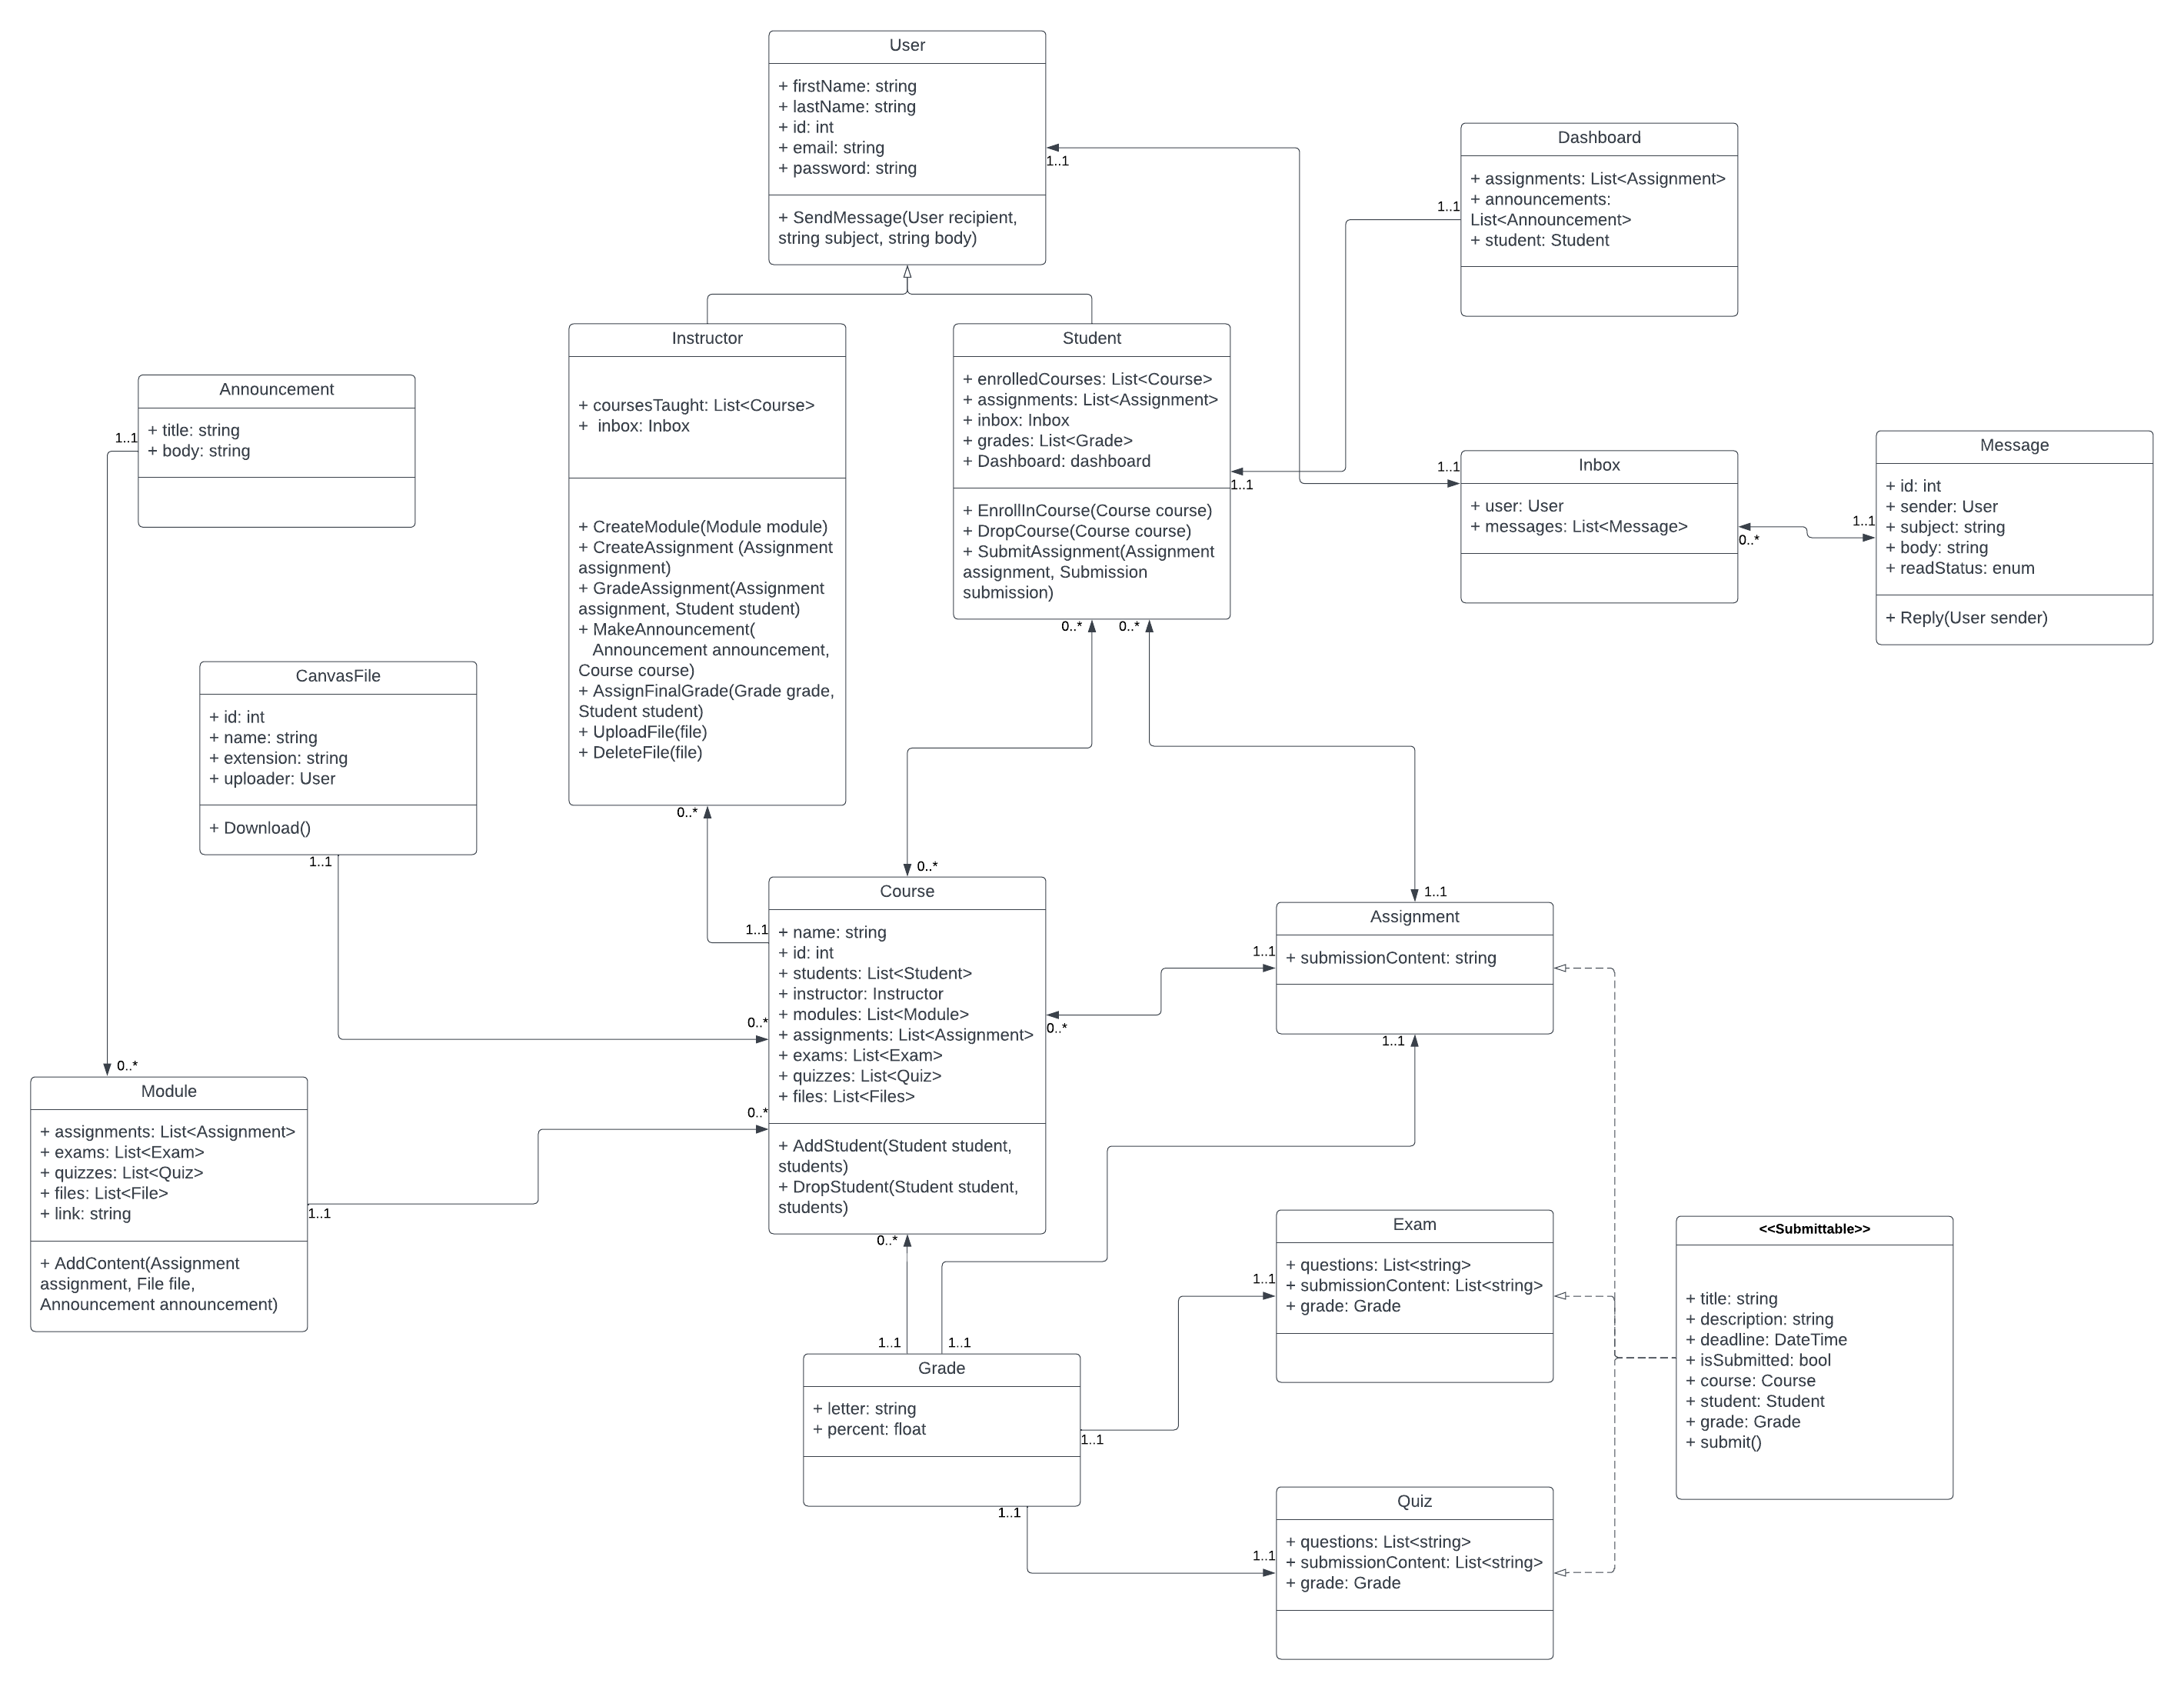 User
+ firstName: string
+ lastName: string
+ id: int
+ email: string
+ password: string
+ SendMessage(User recipient,
string subject, string body)
1..1
Dashboard
+ assignments: List<Assignment>
+ announcements:
List<Announcement>
+ student: Student
1..1
Instructor
+ coursesTaught: List<Course>
+  inbox: Inbox
+ CreateModule(Module module)
+ CreateAssignment (Assignment
assignment)
+ GradeAssignment(Assignment
assignment, Student student)
+ MakeAnnouncement(
Announcement announcement,
Course course)
+ AssignFinalGrade(Grade grade,
Student student)
+ UploadFile(file)
+ DeleteFile(file)
0..*
Student
+ enrolledCourses: List<Course>
+ assignments: List<Assignment>
+ inbox: Inbox
+ grades: List<Grade>
+ Dashboard: dashboard
+ EnrollInCourse(Course course)
+ DropCourse(Course course)
+ SubmitAssignment(Assignment
assignment, Submission
submission)
1..1
0..*
0..*
Announcement
+ title: string
+ body: string
1..1
Inbox
+ user: User
+ messages: List<Message>
1..1
0..*
Message
+ id: int
+ sender: User
+ subject: string
+ body: string
+ readStatus: enum
+ Reply(User sender)
1..1
CanvasFile
+ id: int
+ name: string
+ extension: string
+ uploader: User
+ Download()
1..1
Course
+ name: string
+ id: int
+ students: List<Student>
+ instructor: Instructor
+ modules: List<Module>
+ assignments: List<Assignment>
+ exams: List<Exam>
+ quizzes: List<Quiz>
+ files: List<Files>
+ AddStudent(Student student,
students)
+ DropStudent(Student student,
students)
0..*
1..1
0..*
0..*
0..*
0..*
Assignment
+ submissionContent: string
1..1
1..1
1..1
Module
+ assignments: List<Assignment>
+ exams: List<Exam>
+ quizzes: List<Quiz>
+ files: List<File>
+ link: string
+ AddContent(Assignment
assignment, File file,
Announcement announcement)
0..*
1..1
Exam
+ questions: List<string>
+ submissionContent: List<string>
+ grade: Grade
1..1
<<Submittable>>
+ title: string
+ description: string
+ deadline: DateTime
+ isSubmitted: bool
+ course: Course
+ student: Student
+ grade: Grade
+ submit()
Grade
+ letter: string
+ percent: float
1..1
1..1
1..1
1..1
Quiz
+ questions: List<string>
+ submissionContent: List<string>
+ grade: Grade
1..1